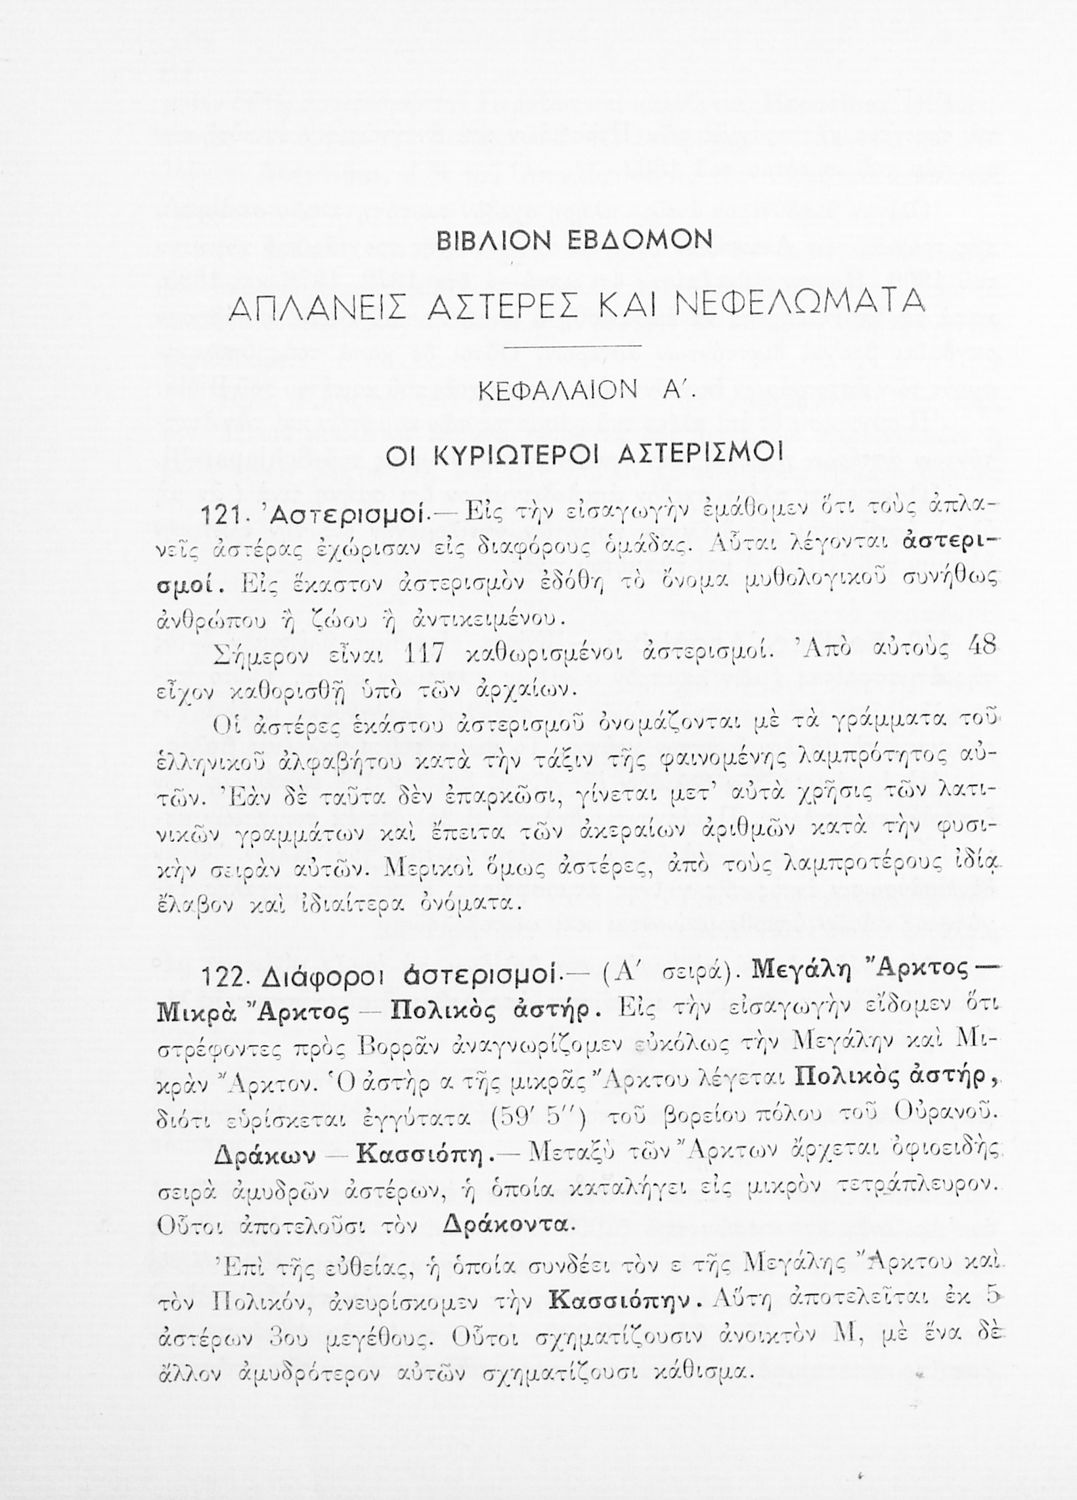 ΒΙΒΛΙΟΝ ΕΒΔΟΜΟΝ
ΑΠΛΑΝΕΙΣ ΑΣΤΕΡΕΣ ΚΑΙ ΝΕΦΕΛΩΜΑΤΑ
ΚΕΦΑΛΑΙΟΝ Α′.
ΟΙ ΚΥΡΙΩΤΕΡΟΙ ΑΣΤΕΡΙΣΜΟΙ
121. Ἀστερισμοί.— Εἰς τὴν εἰσαγωγὴν ἐμάθομεν ὅτι τοὺς ἀπλα-
νεῖς ἀστέρας ἐχώρισαν εἰς διαφόρους ὁμάδας. Αὗται λέγονται ἀστερι-
σμοί. Εἰς ἕκαστον ἀστερισμὸν ἐδόθη τὸ ὄνομα μυθολογικοῦ συνήθως
ἀνθρώπου ἢ ζώου ἢ ἀντικειμένου.
Σήμερον εἶναι 117 καθωρισμένοι ἀστερισμοί. Ἀπὸ αὐτοὺς 48
εἶχον καθορισθῆ ὑπὸ τῶν ἀρχαίων.
Οἱ ἀστέρες ἑκάστου ἀστερισμοῦ ὀνομάζονται μὲ τὰ γράμματα τοῦ
ἑλληνικοῦ ἀλφαβήτου κατὰ τὴν τάξιν τῆς φαινομένης λαμπρότητος αὐ-
τῶν. Ἐὰν δὲ ταῦτα δὲν ἐπαρκῶσι, γίνεται μετ’ αὐτὰ χρῆσις τῶν λατι-
νικῶν γραμμάτων καὶ ἔπειτα τῶν ἀκεραίων ἀριθμῶν κατὰ τὴν φυσι-
κὴν σειρὰν αὐτῶν. Μερικοὶ ὅμως ἀστέρες, ἀπὸ τοὺς λαμπροτέρους ἰδίᾳ
ἔλαβον καὶ ἰδιαίτερα ὀνόματα.
122. Διάφοροι ἀστερισμοί.— (Α′ σειρά). Μεγάλη Ἄρκτος —
Μικρὰ Ἄρκτος — Πολικὸς ἀστήρ. Εἰς τὴν εἰσαγωγὴν εἴδομεν ὅτι
στρέφοντες πρὸς Βορρᾶν ἀναγνωρίζομεν εὐκόλως τὴν Μεγάλην καὶ Μι-
κρὰν Ἄρκτον. Ὁ ἀστὴρ α τῆς μικρᾶς Ἄρκτου λέγεται Πολικὸς ἀστήρ,
διότι εὑρίσκεται ἐγγύτατα (59′ 5′′) τοῦ βορείου πόλου τοῦ Οὐρανοῦ.
Δράκων — Κασσιόπη.— Μεταξὺ τῶν Ἄρκτων ἄρχεται ὀφιοειδὴς
σειρὰ ἀμυδρῶν ἀστέρων, ἡ ὁποία καταλήγει εἰς μικρὸν τετράπλευρον.
Οὗτοι ἀποτελοῦσι τὸν Δράκοντα.
Ἐπὶ τῆς εὐθείας, ἡ ὁποία συνδέει τὸν ε τῆς Μεγάλης Ἄρκτου καὶ
τὸν Πολικόν, ἀνευρίσκομεν τὴν Κασσιόπην. Αὕτη ἀποτελεῖται ἐκ 5
ἀστέρων 3ου μεγέθους. Οὗτοι σχηματίζουσιν ἀνοικτὸν Μ, μὲ ἕνα δὲ
ἄλλον ἀμυδρότερον αὐτῶν σχηματίζουσι κάθισμα.